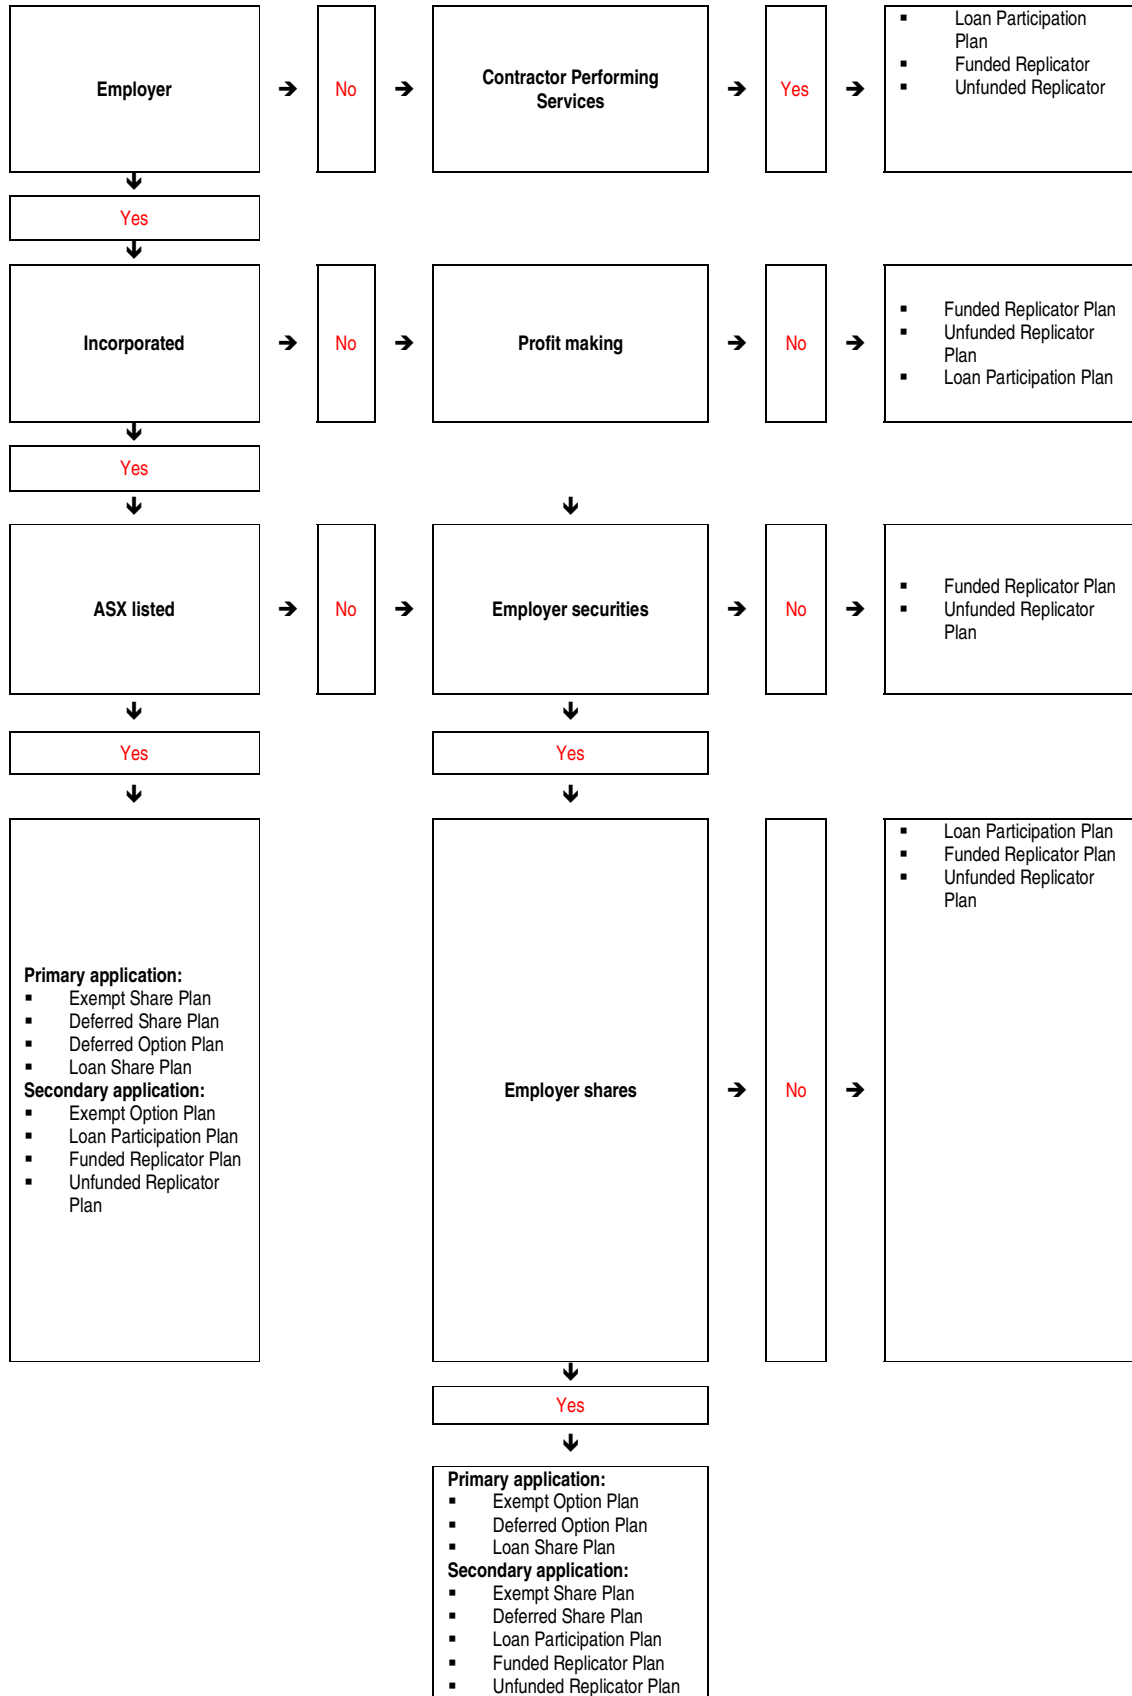 Employer
➔
No
➔
Contractor Performing
Services
➔
Yes
➔
▪ Loan Participation
Plan
▪ Funded Replicator
▪ Unfunded Replicator
Yes
Incorporated
➔
No
➔
Profit making
➔
No
➔
▪ Funded Replicator Plan
▪ Unfunded Replicator
Plan
▪ Loan Participation Plan
Yes
ASX listed
➔
No
➔
Employer securities
➔
No
➔
▪ Funded Replicator Plan
▪ Unfunded Replicator
Plan
Yes
Yes
Primary application:
▪ Exempt Share Plan
▪ Deferred Share Plan
▪ Deferred Option Plan
▪ Loan Share Plan
Secondary application:
▪ Exempt Option Plan
▪ Loan Participation Plan
▪ Funded Replicator Plan
▪ Unfunded Replicator
Plan
Employer shares
➔
No
➔
▪ Loan Participation Plan
▪ Funded Replicator Plan
▪ Unfunded Replicator
Plan
Yes
Primary application:
▪ Exempt Option Plan
▪ Deferred Option Plan
▪ Loan Share Plan
Secondary application:
▪ Exempt Share Plan
▪ Deferred Share Plan
▪ Loan Participation Plan
▪ Funded Replicator Plan
▪ Unfunded Replicator Plan